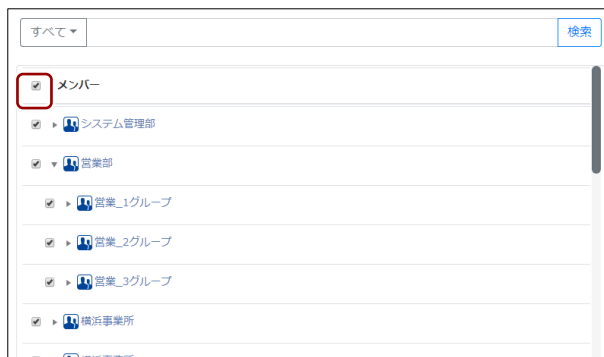 すべて 検索
メンバー
システム管理部
営業部
営業_1グループ
営業_2グループ
営業_3グループ
横浜事業所